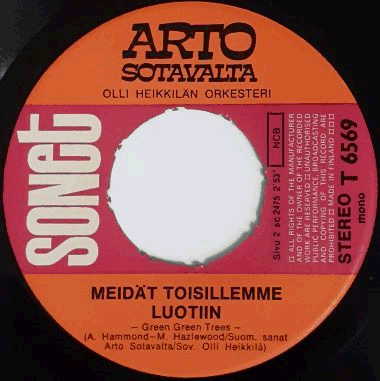 ARTO
SOTAVALTA
OLLI HEIKKILÄN ORKESTERI
sonet
NCB
Sivu 2 sc 2475 2'53"
□ ALL RIGHTS OF THE MANUFACTURER
AND OF THE OWNER OF THE RECORDED
WORK ARE RESERVED □ UNAUTHORISED
PUBLIC PERFORMANCE, BROADCASTING
AND COPYING OF THIS RECORD ARE
PROHIBITED □ MADE IN FINLAND □□□
STEREO T 6569
mono
MEIDÄT TOISILLEMME
LUOTIIN
– Green Green Trees –
(A. Hammond–M. Hazlewood/Suom. sanat
Arto Sotavalta/Sov. Olli Heikkilä)